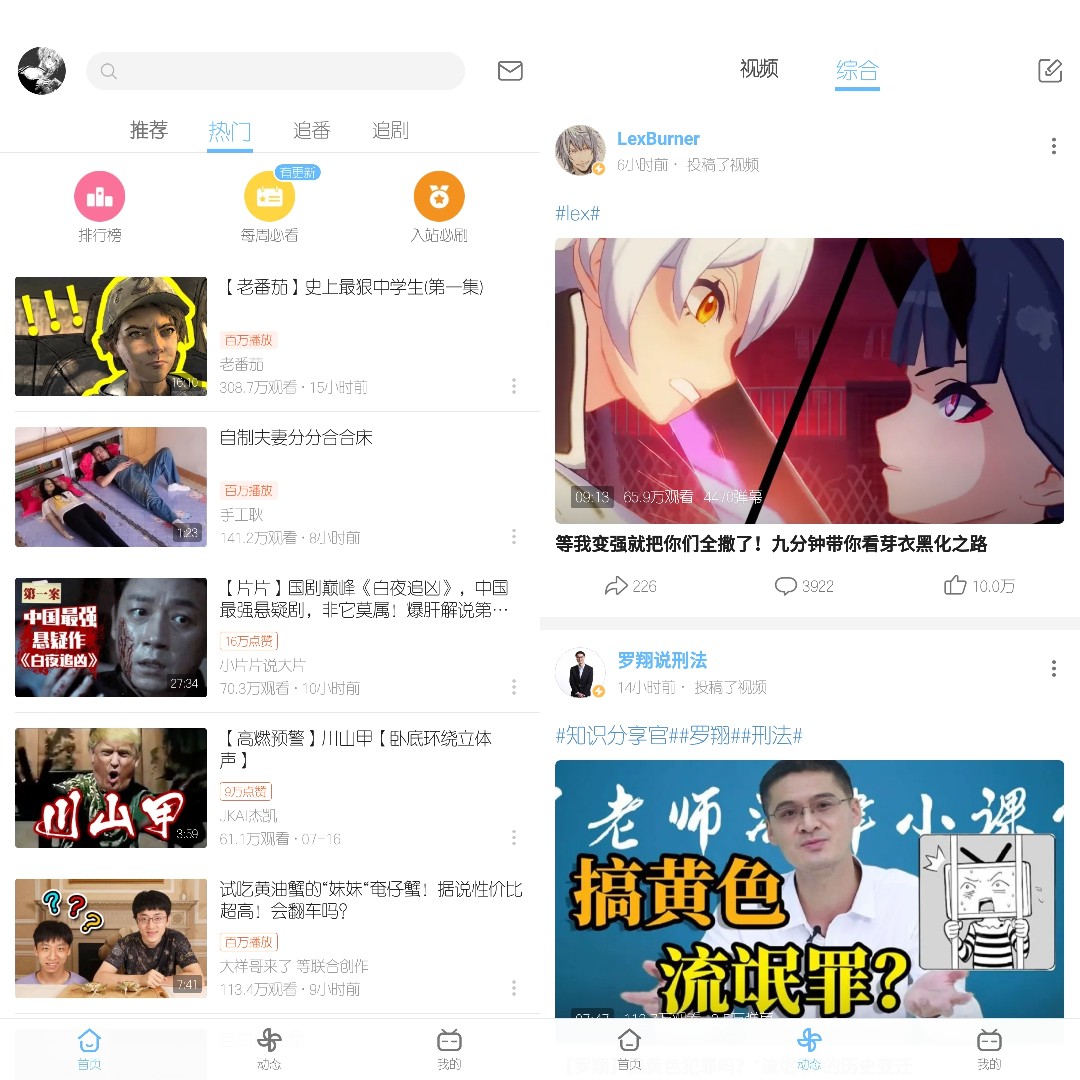 推荐
热门
追番
追剧
有更新
排行榜
每周必看
入站必刷
!!!
16:10
【老番茄】史上最狠中学生(第一集)
百万播放
老番茄
308.7万观看 · 15小时前
1:23
自制夫妻分分合合床
百万播放
手工耿
141.2万观看 · 8小时前
第一案
中国最强
悬疑作
《白夜追凶》
27:34
【片片】国剧巅峰《白夜追凶》，中国
最强悬疑剧，非它莫属！爆肝解说第…
16万点赞
小片片说大片
70.3万观看 · 10小时前
川山甲
3:59
【高燃预警】川山甲【卧底环绕立体
声】
9万点赞
JKAI杰凯
61.1万观看 · 07-16
???
7:41
试吃黄油蟹的“妹妹“奄仔蟹！据说性价比
超高！会翻车吗？
百万播放
大祥哥来了 等联合创作
113.4万观看 · 9小时前
首页
动态
我的
视频
综合
LexBurner
6小时前 · 投稿了视频
#lex#
09:13 65.9万观看 4470弹幕
等我变强就把你们全撒了！九分钟带你看芽衣黑化之路
226
3922
10.0万
罗翔说刑法
14小时前 · 投稿了视频
#知识分享官##罗翔##刑法#
老师
小课
搞黄色
流氓罪?
首页
动态
我的